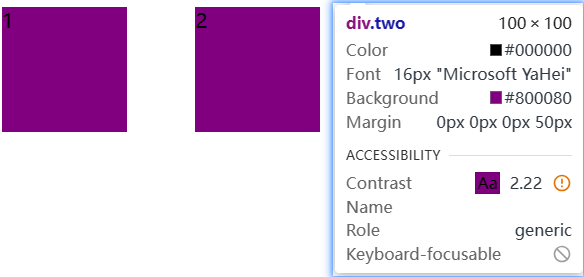 1
2
div.two 100 × 100
Color #000000
Font 16px "Microsoft YaHei"
Background #800080
Margin 0px 0px 0px 50px
ACCESSIBILITY
Contrast Aa 2.22
Name
Role generic
Keyboard-focusable